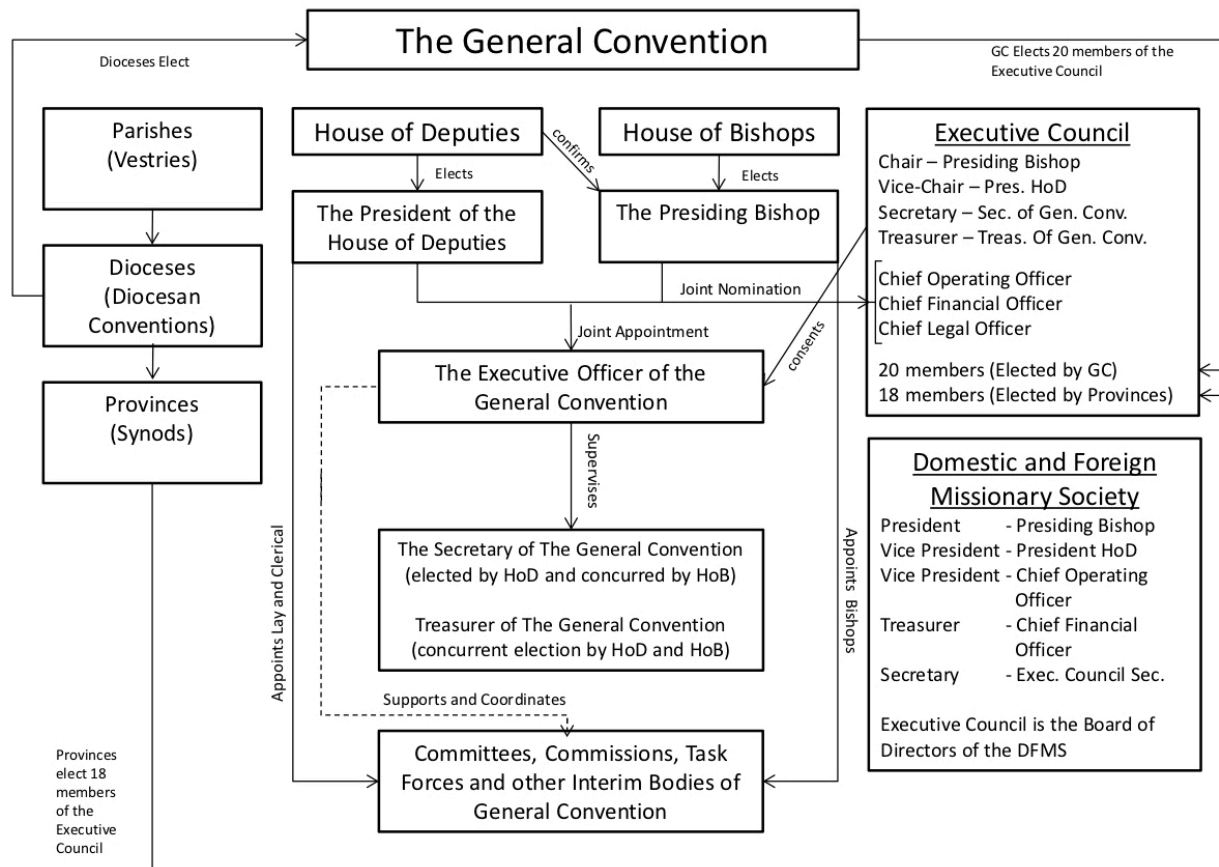 The General Convention
Dioceses Elect
GC Elects 20 members of the
Executive Council
Parishes
(Vestries)
Dioceses
(Diocesan
Conventions)
Provinces
(Synods)
Provinces
elect 18
members
of the
Executive
Council
House of Deputies
confirms
House of Bishops
Elects
Elects
The President of the
House of Deputies
The Presiding Bishop
Joint Nomination
Joint Appointment
consents
The Executive Officer of the
General Convention
Supervises
The Secretary of The General Convention
(elected by HoD and concurred by HoB)
Treasurer of The General Convention
(concurrent election by HoD and HoB)
Appoints Lay and Clerical
Appoints Bishops
Supports and Coordinates
Committees, Commissions, Task
Forces and other Interim Bodies of
General Convention
Executive Council
Chair – Presiding Bishop
Vice-Chair – Pres. HoD
Secretary – Sec. of Gen. Conv.
Treasurer – Treas. Of Gen. Conv.
Chief Operating Officer
Chief Financial Officer
Chief Legal Officer
20 members (Elected by GC)
18 members (Elected by Provinces)
Domestic and Foreign
Missionary Society
President - Presiding Bishop
Vice President - President HoD
Vice President - Chief Operating
Officer
Treasurer - Chief Financial
Officer
Secretary - Exec. Council Sec.
Executive Council is the Board of
Directors of the DFMS